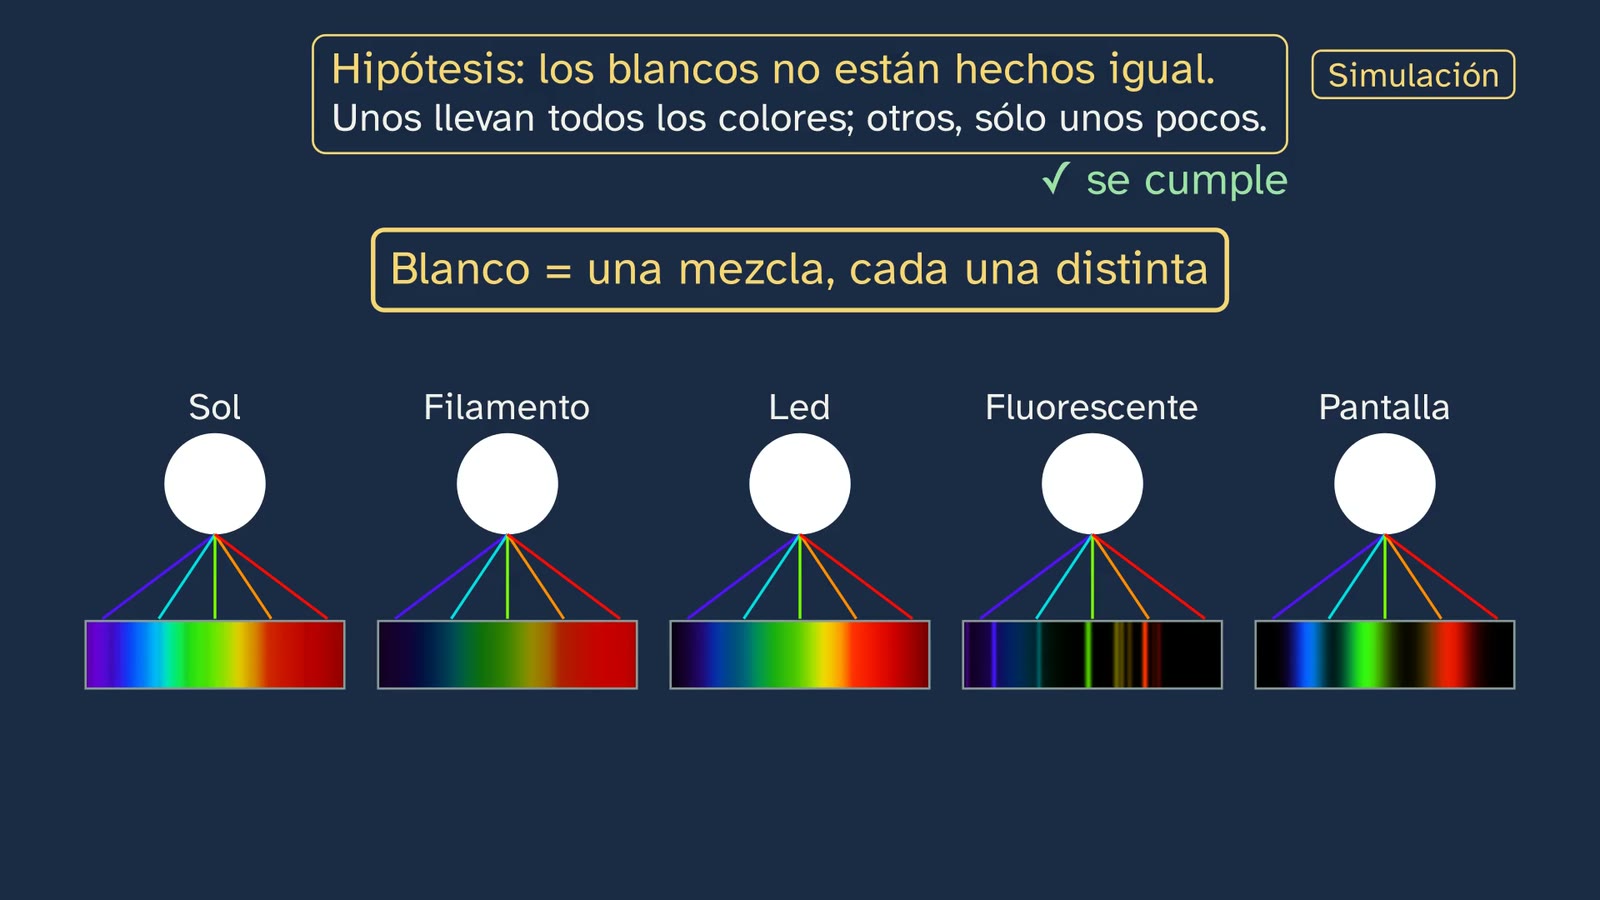 Hipótesis: los blancos no están hechos igual.
Unos llevan todos los colores; otros, sólo unos pocos.
Simulación
✓ se cumple
Blanco = una mezcla, cada una distinta
Sol
Filamento
Led
Fluorescente
Pantalla